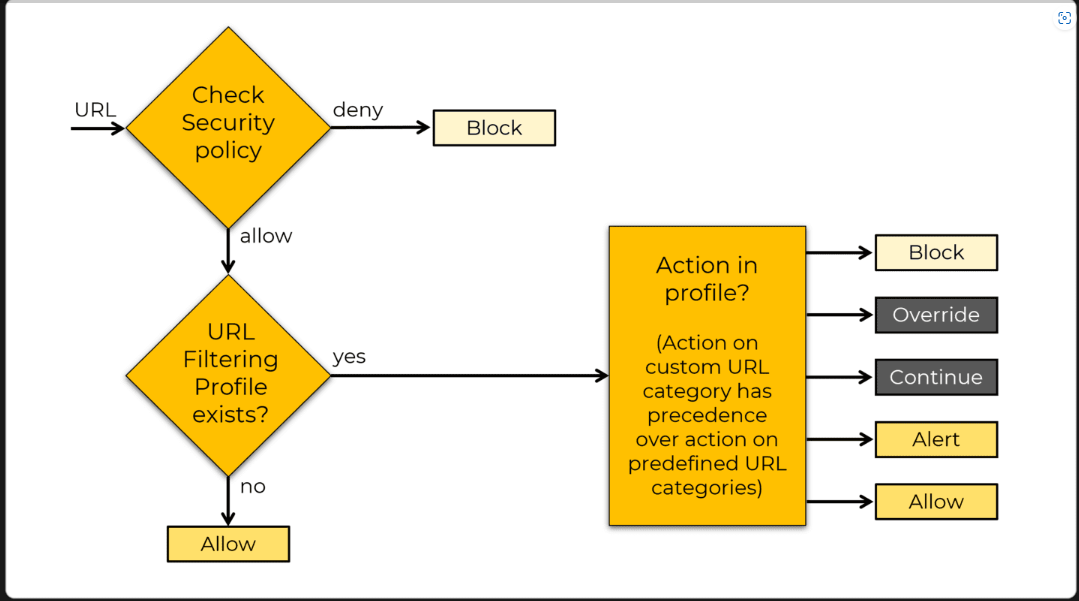 URL
Check
Security
policy
deny
Block
allow
URL
Filtering
Profile
exists?
yes
no
Allow
Action in
profile?
(Action on
custom URL
category has
precedence
over action on
predefined URL
categories)
Block
Override
Continue
Alert
Allow